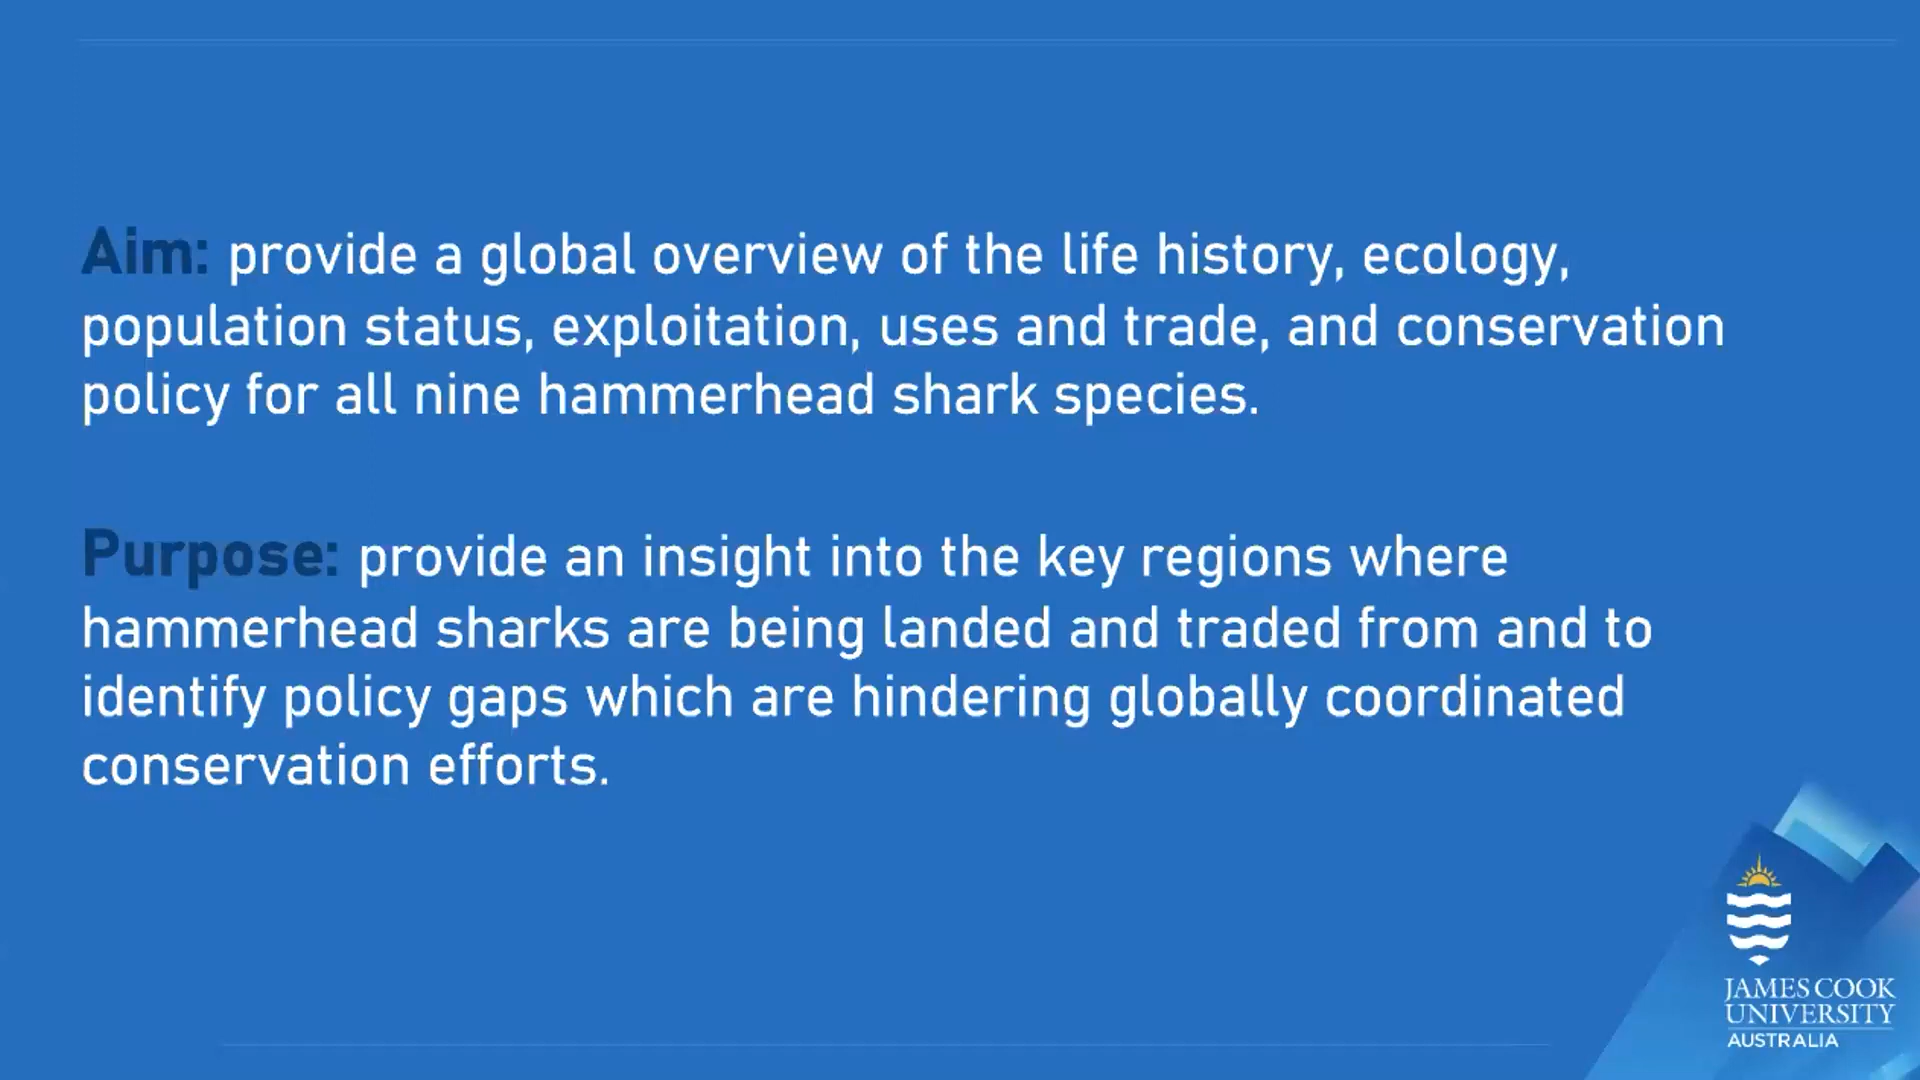 Aim: provide a global overview of the life history, ecology,
population status, exploitation, uses and trade, and conservation
policy for all nine hammerhead shark species.
Purpose: provide an insight into the key regions where
hammerhead sharks are being landed and traded from and to
identify policy gaps which are hindering globally coordinated
conservation efforts.
JAMES COOK
UNIVERSITY
AUSTRALIA